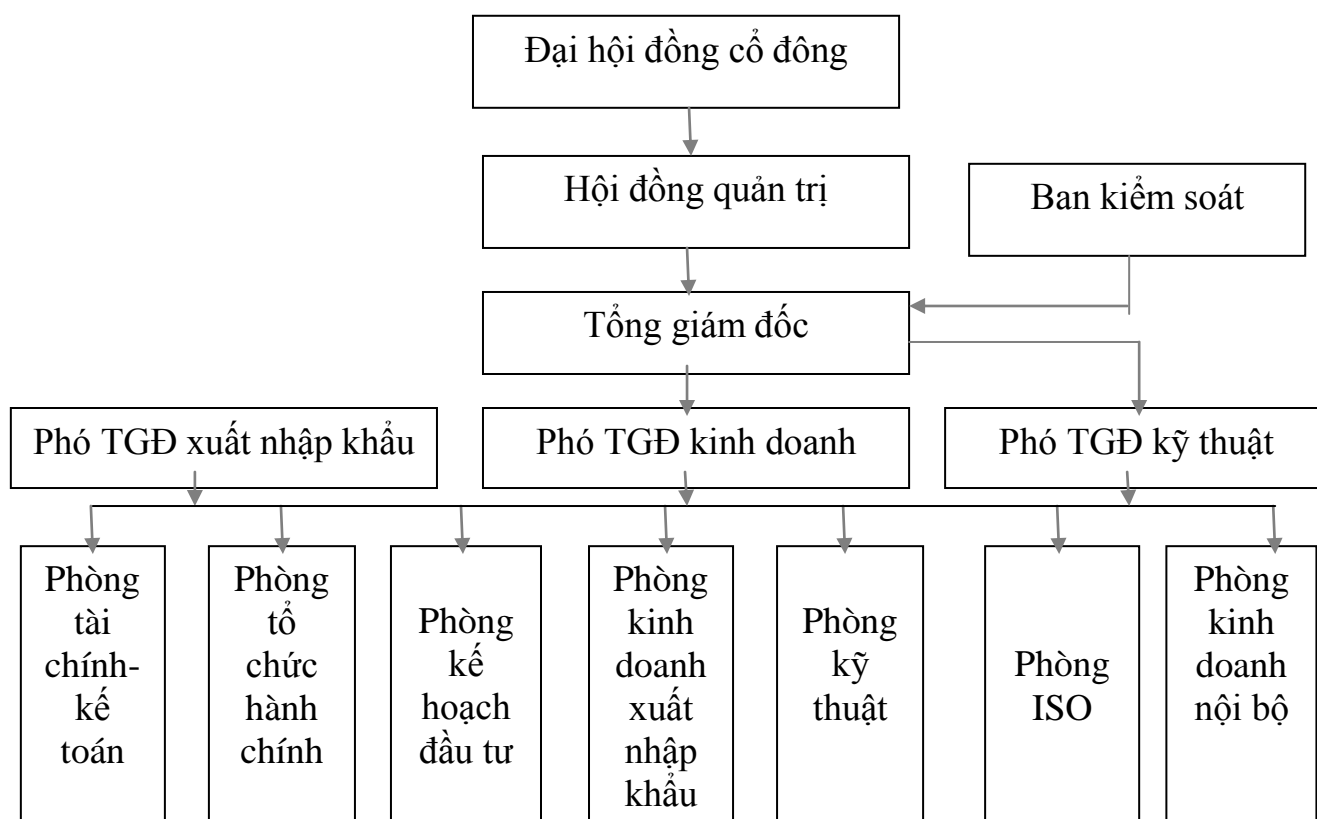 Đại hội đồng cổ đông
Hội đồng quản trị
Ban kiểm soát
Tổng giám đốc
Phó TGĐ xuất nhập khẩu
Phó TGĐ kinh doanh
Phó TGĐ kỹ thuật
Phòng
tài
chính-
kế
toán
Phòng
tổ
chức
hành
chính
Phòng
kế
hoạch
đầu tư
Phòng
kinh
doanh
xuất
nhập
khẩu
Phòng
kỹ
thuật
Phòng
ISO
Phòng
kinh
doanh
nội bộ